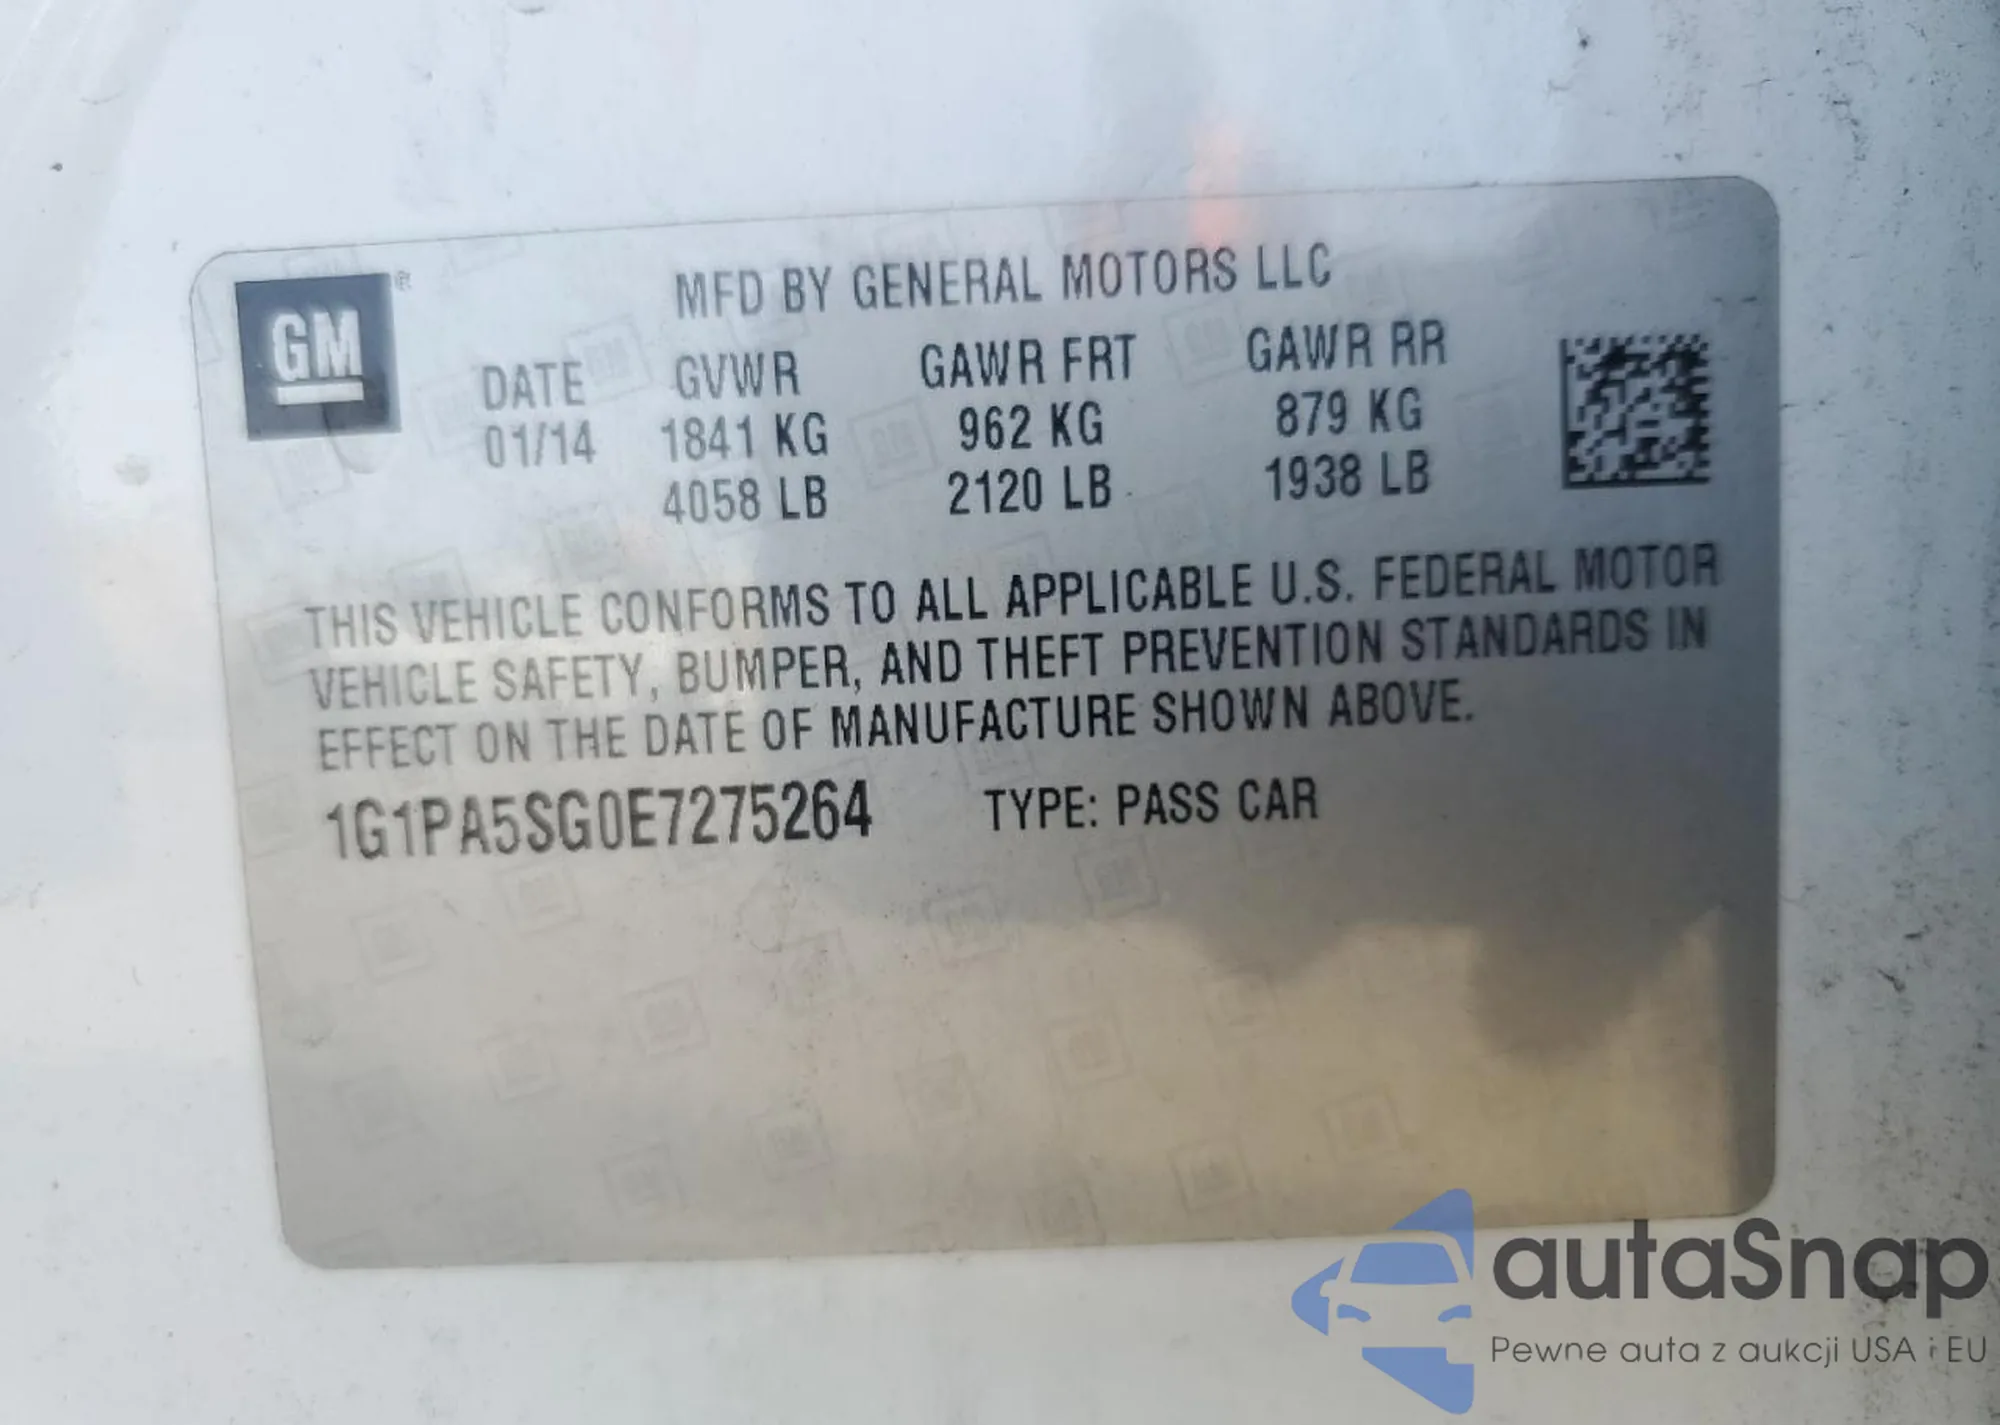 GM
MFD BY GENERAL MOTORS LLC
DATE GVWR GAWR FRT GAWR RR
01/14 1841 KG 962 KG 879 KG
4058 LB 2120 LB 1938 LB
THIS VEHICLE CONFORMS TO ALL APPLICABLE U.S. FEDERAL MOTOR
VEHICLE SAFETY, BUMPER, AND THEFT PREVENTION STANDARDS IN
EFFECT ON THE DATE OF MANUFACTURE SHOWN ABOVE.
1G1PA5SG0E7275264 TYPE: PASS CAR
autaSnap
Pewne auta z aukcji USA i EU